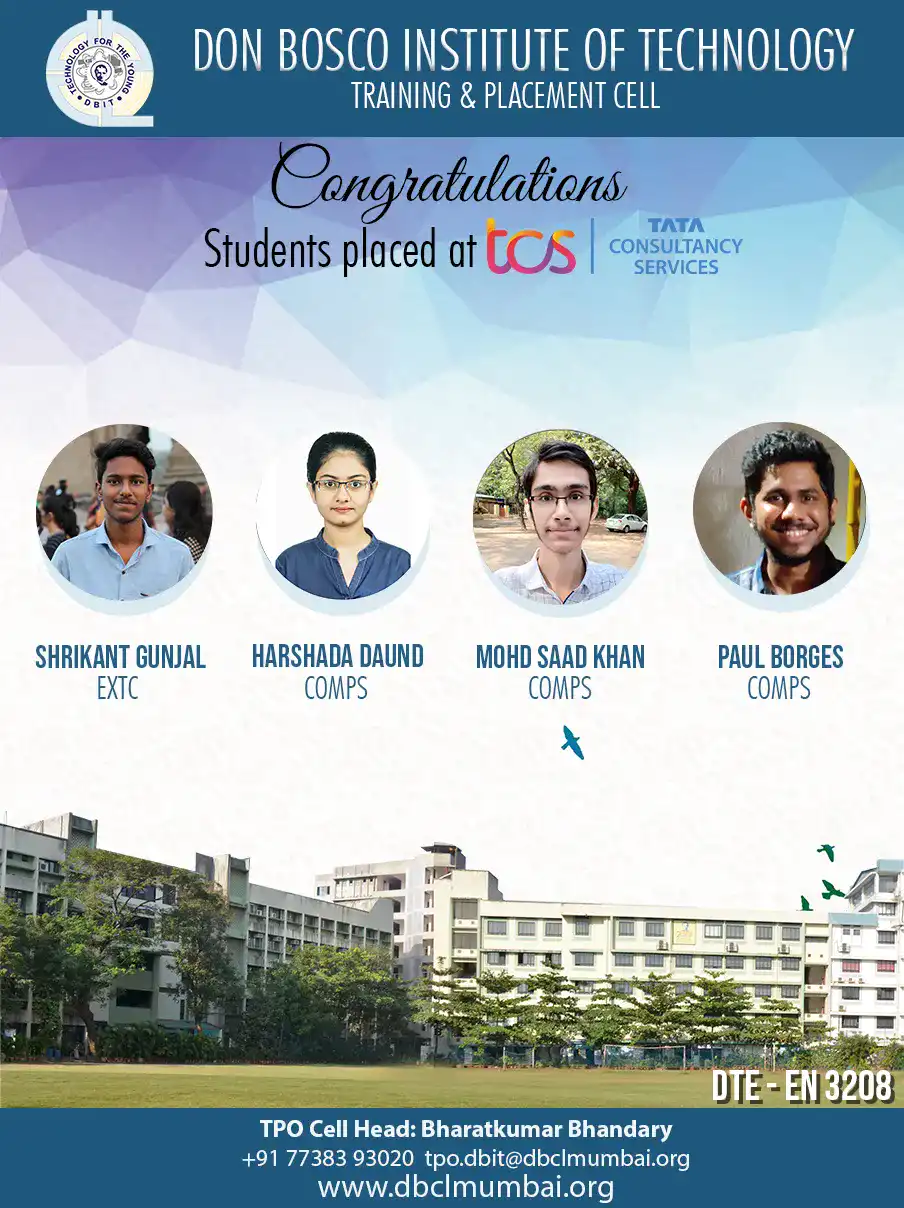 TECHNOLOGY FOR THE YOUNG
• DBIT •
DON BOSCO INSTITUTE OF TECHNOLOGY
TRAINING & PLACEMENT CELL
Congratulations
Students placed at tcs
TATA
CONSULTANCY
SERVICES
SHRIKANT GUNJAL
EXTC
HARSHADA DAUND
COMPS
MOHD SAAD KHAN
COMPS
PAUL BORGES
COMPS
DTE - EN 3208
TPO Cell Head: Bharatkumar Bhandary
+91 77383 93020 tpo.dbit@dbclmumbai.org
www.dbclmumbai.org